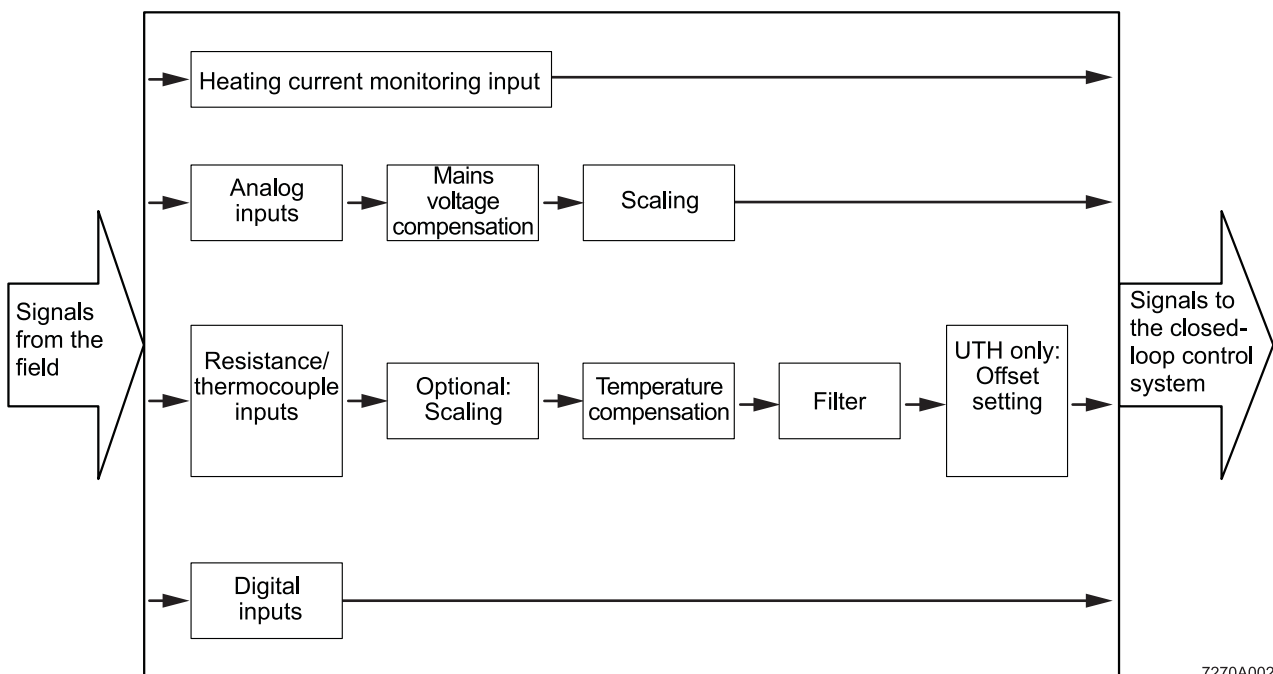 Heating current monitoring input
Analog
inputs
Mains
voltage
compensation
Scaling
Signals
from the
field
Resistance/
thermocouple
inputs
Optional:
Scaling
Temperature
compensation
Filter
UTH only:
Offset
setting
Signals to
the closed-
loop control
system
Digital
inputs
7270A002